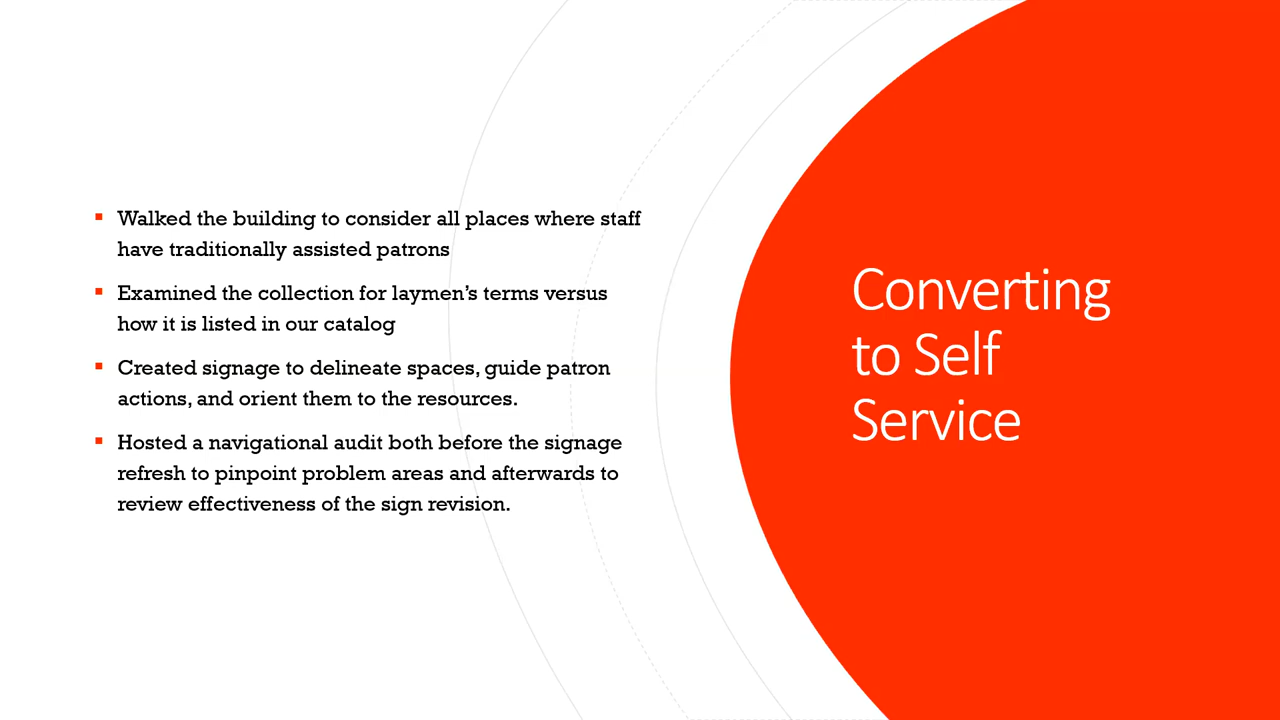 Walked the building to consider all places where staff
have traditionally assisted patrons
Examined the collection for laymen’s terms versus
how it is listed in our catalog
Created signage to delineate spaces, guide patron
actions, and orient them to the resources.
Hosted a navigational audit both before the signage
refresh to pinpoint problem areas and afterwards to
review effectiveness of the sign revision.
Converting
to Self
Service